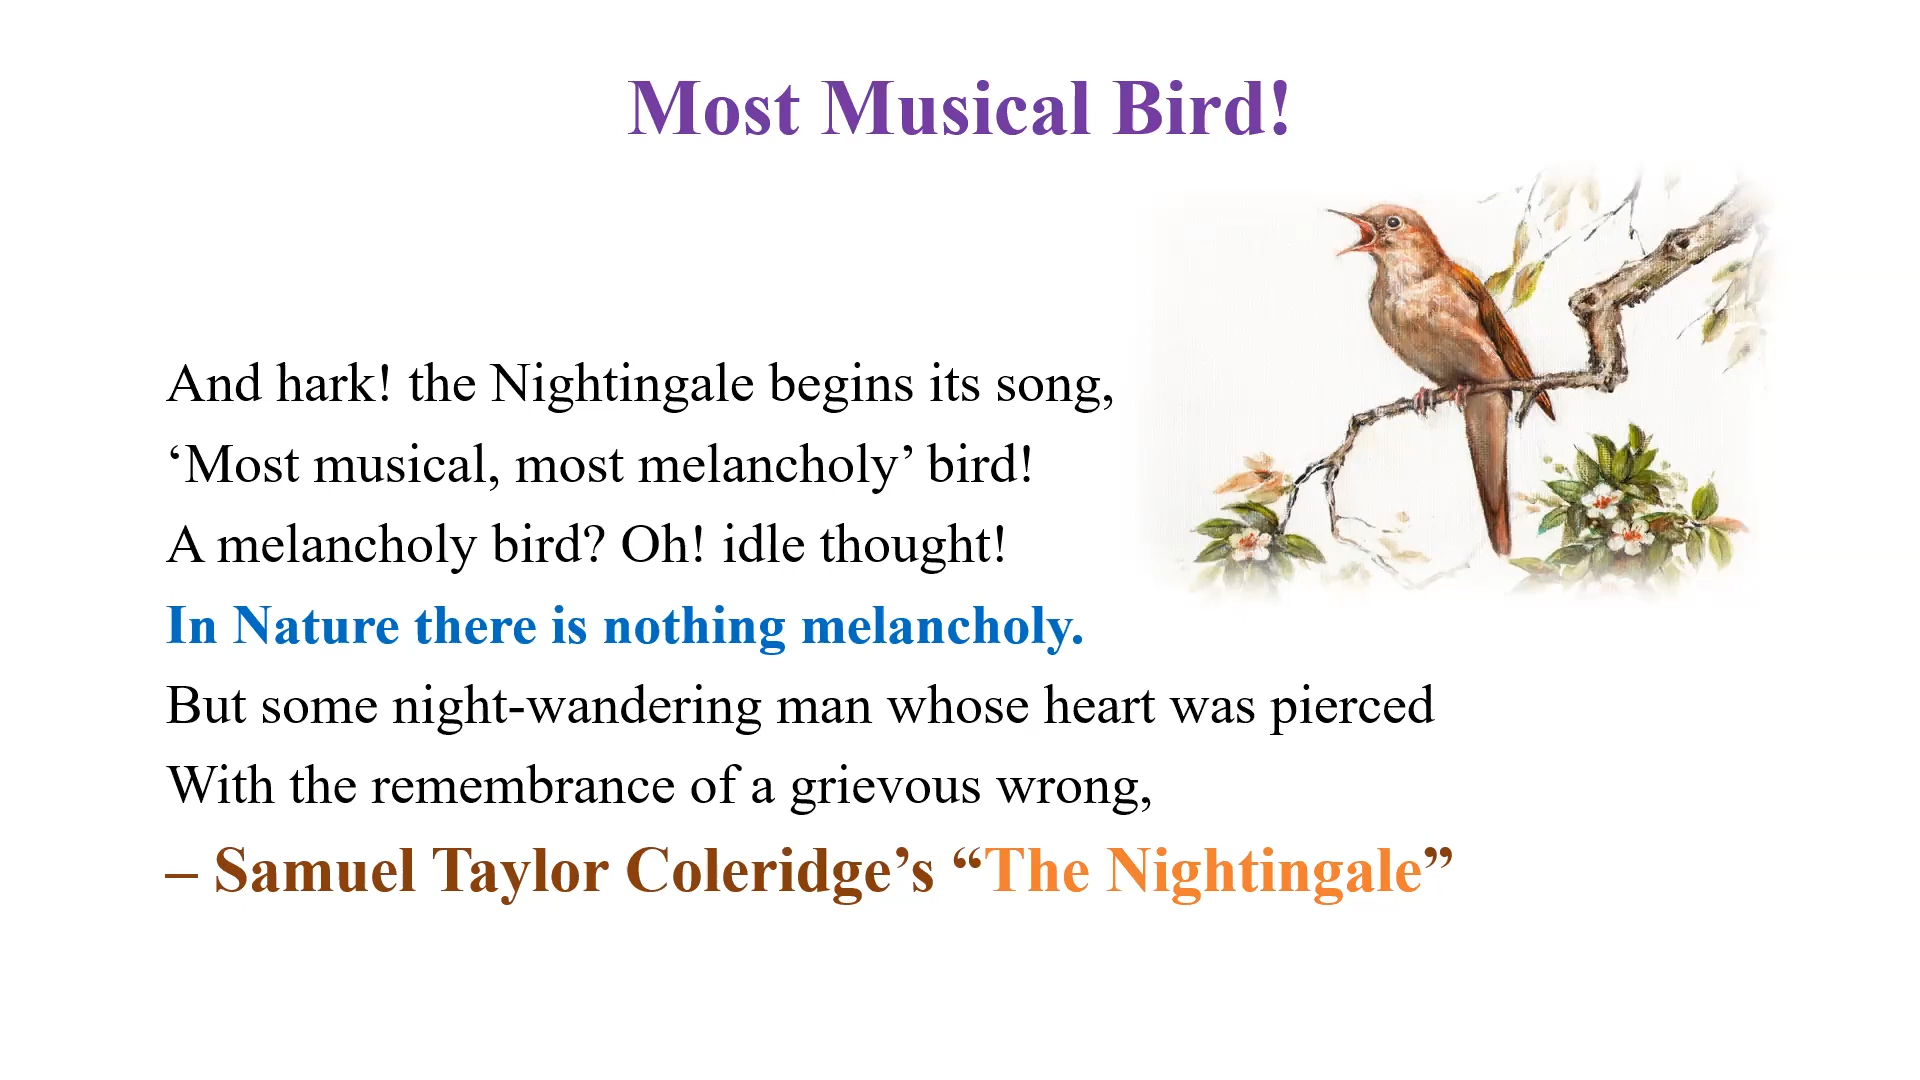 Most Musical Bird!
And hark! the Nightingale begins its song,
‘Most musical, most melancholy’ bird!
A melancholy bird? Oh! idle thought!
In Nature there is nothing melancholy.
But some night-wandering man whose heart was pierced
With the remembrance of a grievous wrong,
– Samuel Taylor Coleridge’s “The Nightingale”